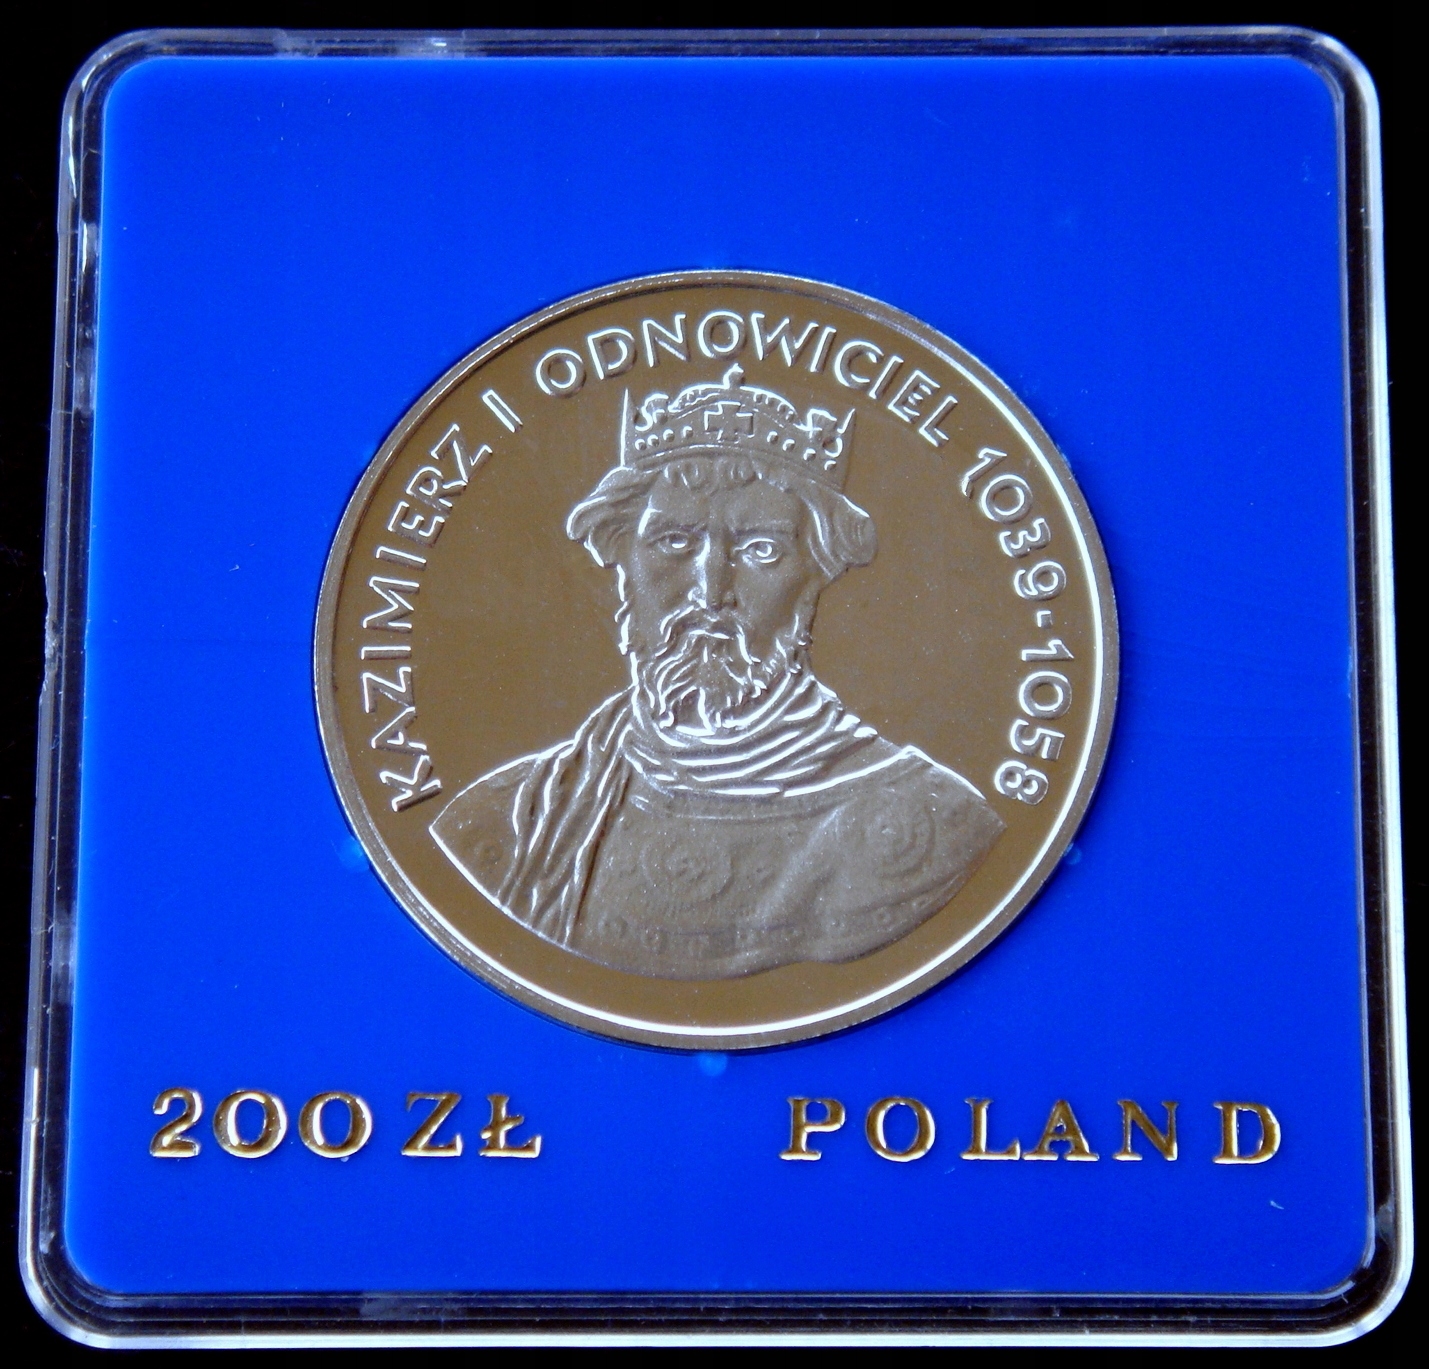 KAZIMIERZ I ODNOWICIEL 1039-1058
200 ZŁ POLAND